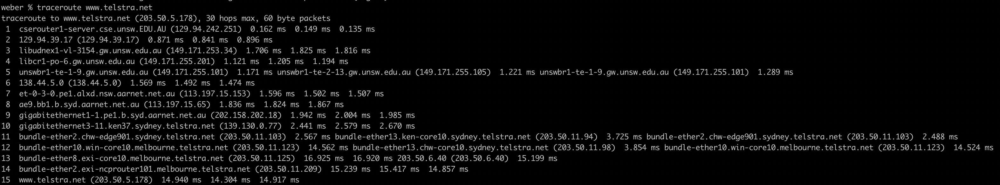 weber % traceroute www.telstra.net
traceroute to www.telstra.net (203.50.5.178), 30 hops max, 60 byte packets
 1  cserouter1-server.cse.unsw.EDU.AU (129.94.242.251)  0.162 ms  0.149 ms  0.135 ms
 2  129.94.39.17 (129.94.39.17)  0.871 ms  0.841 ms  0.896 ms
 3  libudnex1-vl-3154.gw.unsw.edu.au (149.171.253.34)  1.706 ms  1.825 ms  1.816 ms
 4  libcr1-po-6.gw.unsw.edu.au (149.171.255.201)  1.121 ms  1.205 ms  1.194 ms
 5  unswbr1-te-1-9.gw.unsw.edu.au (149.171.255.101)  1.171 ms unswbr1-te-2-13.gw.unsw.edu.au (149.171.255.105)  1.221 ms unswbr1-te-1-9.gw.unsw.edu.au (149.171.255.101)  1.289 ms
 6  138.44.5.0 (138.44.5.0)  1.569 ms  1.492 ms  1.474 ms
 7  et-0-3-0.pe1.alxd.nsw.aarnet.net.au (113.197.15.153)  1.596 ms  1.502 ms  1.507 ms
 8  ae9.bb1.b.syd.aarnet.net.au (113.197.15.65)  1.836 ms  1.824 ms  1.867 ms
 9  gigabitethernet1-1.pe1.b.syd.aarnet.net.au (202.158.202.18)  1.942 ms  2.004 ms  1.985 ms
10  gigabitethernet3-11.ken37.sydney.telstra.net (139.130.0.77)  2.441 ms  2.579 ms  2.670 ms
11  bundle-ether2.chw-edge901.sydney.telstra.net (203.50.11.103)  2.567 ms bundle-ether13.ken-core10.sydney.telstra.net (203.50.11.94)  3.725 ms bundle-ether2.chw-edge901.sydney.telstra.net (203.50.11.103)  2.488 ms
12  bundle-ether10.win-core10.melbourne.telstra.net (203.50.11.123)  14.562 ms bundle-ether13.chw-core10.sydney.telstra.net (203.50.11.98)  3.854 ms bundle-ether10.win-core10.melbourne.telstra.net (203.50.11.123)  14.524 ms
13  bundle-ether8.exi-core10.melbourne.telstra.net (203.50.11.125)  16.925 ms  16.920 ms 203.50.6.40 (203.50.6.40)  15.199 ms
14  bundle-ether2.exi-ncprouter101.melbourne.telstra.net (203.50.11.209)  15.239 ms  15.417 ms  14.857 ms
15  www.telstra.net (203.50.5.178)  14.940 ms  14.304 ms  14.917 ms